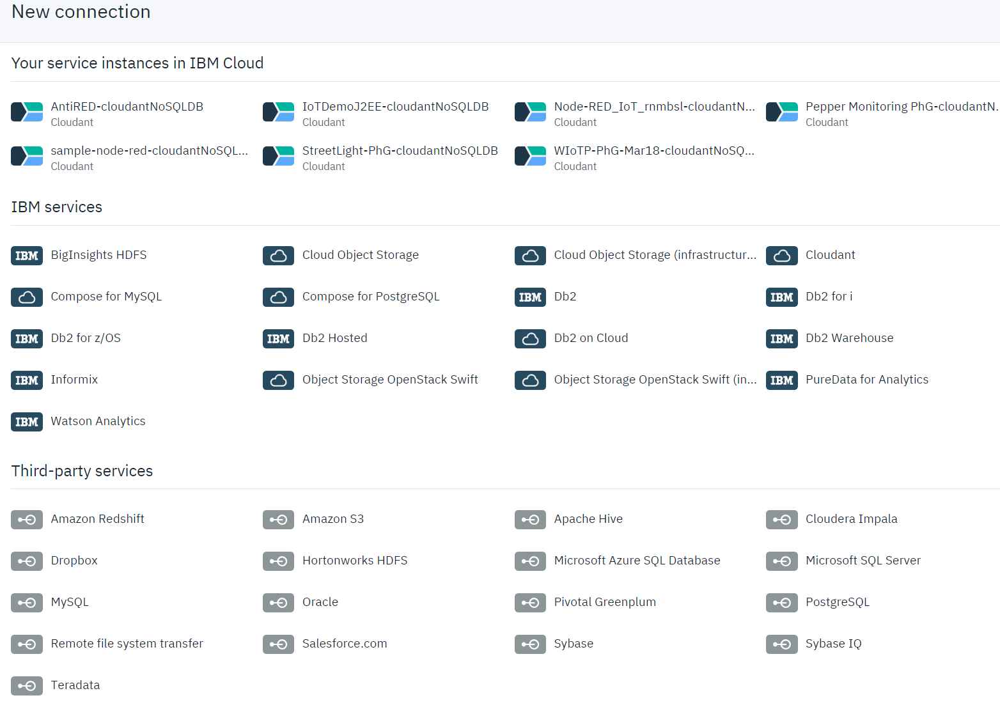 New connection
Your service instances in IBM Cloud
AntiRED-cloudantNoSQLDB
Cloudant
IoTDemoJ2EE-cloudantNoSQLDB
Cloudant
Node-RED_IoT_rnmbsl-cloudantN...
Cloudant
Pepper Monitoring PhG-cloudantN.
Cloudant
sample-node-red-cloudantNoSQL...
Cloudant
StreetLight-PhG-cloudantNoSQLDB
Cloudant
WIoTP-PhG-Mar18-cloudantNoSQ...
Cloudant
IBM services
IBM BigInsights HDFS
Cloud Object Storage
Cloud Object Storage (infrastructur...
Cloudant
Compose for MySQL
Compose for PostgreSQL
IBM Db2
IBM Db2 for i
IBM Db2 for z/OS
IBM Db2 Hosted
Db2 on Cloud
IBM Db2 Warehouse
IBM Informix
Object Storage OpenStack Swift
Object Storage OpenStack Swift (in...
IBM PureData for Analytics
IBM Watson Analytics
Third-party services
Amazon Redshift
Amazon S3
Apache Hive
Cloudera Impala
Dropbox
Hortonworks HDFS
Microsoft Azure SQL Database
Microsoft SQL Server
MySQL
Oracle
Pivotal Greenplum
PostgreSQL
Remote file system transfer
Salesforce.com
Sybase
Sybase IQ
Teradata